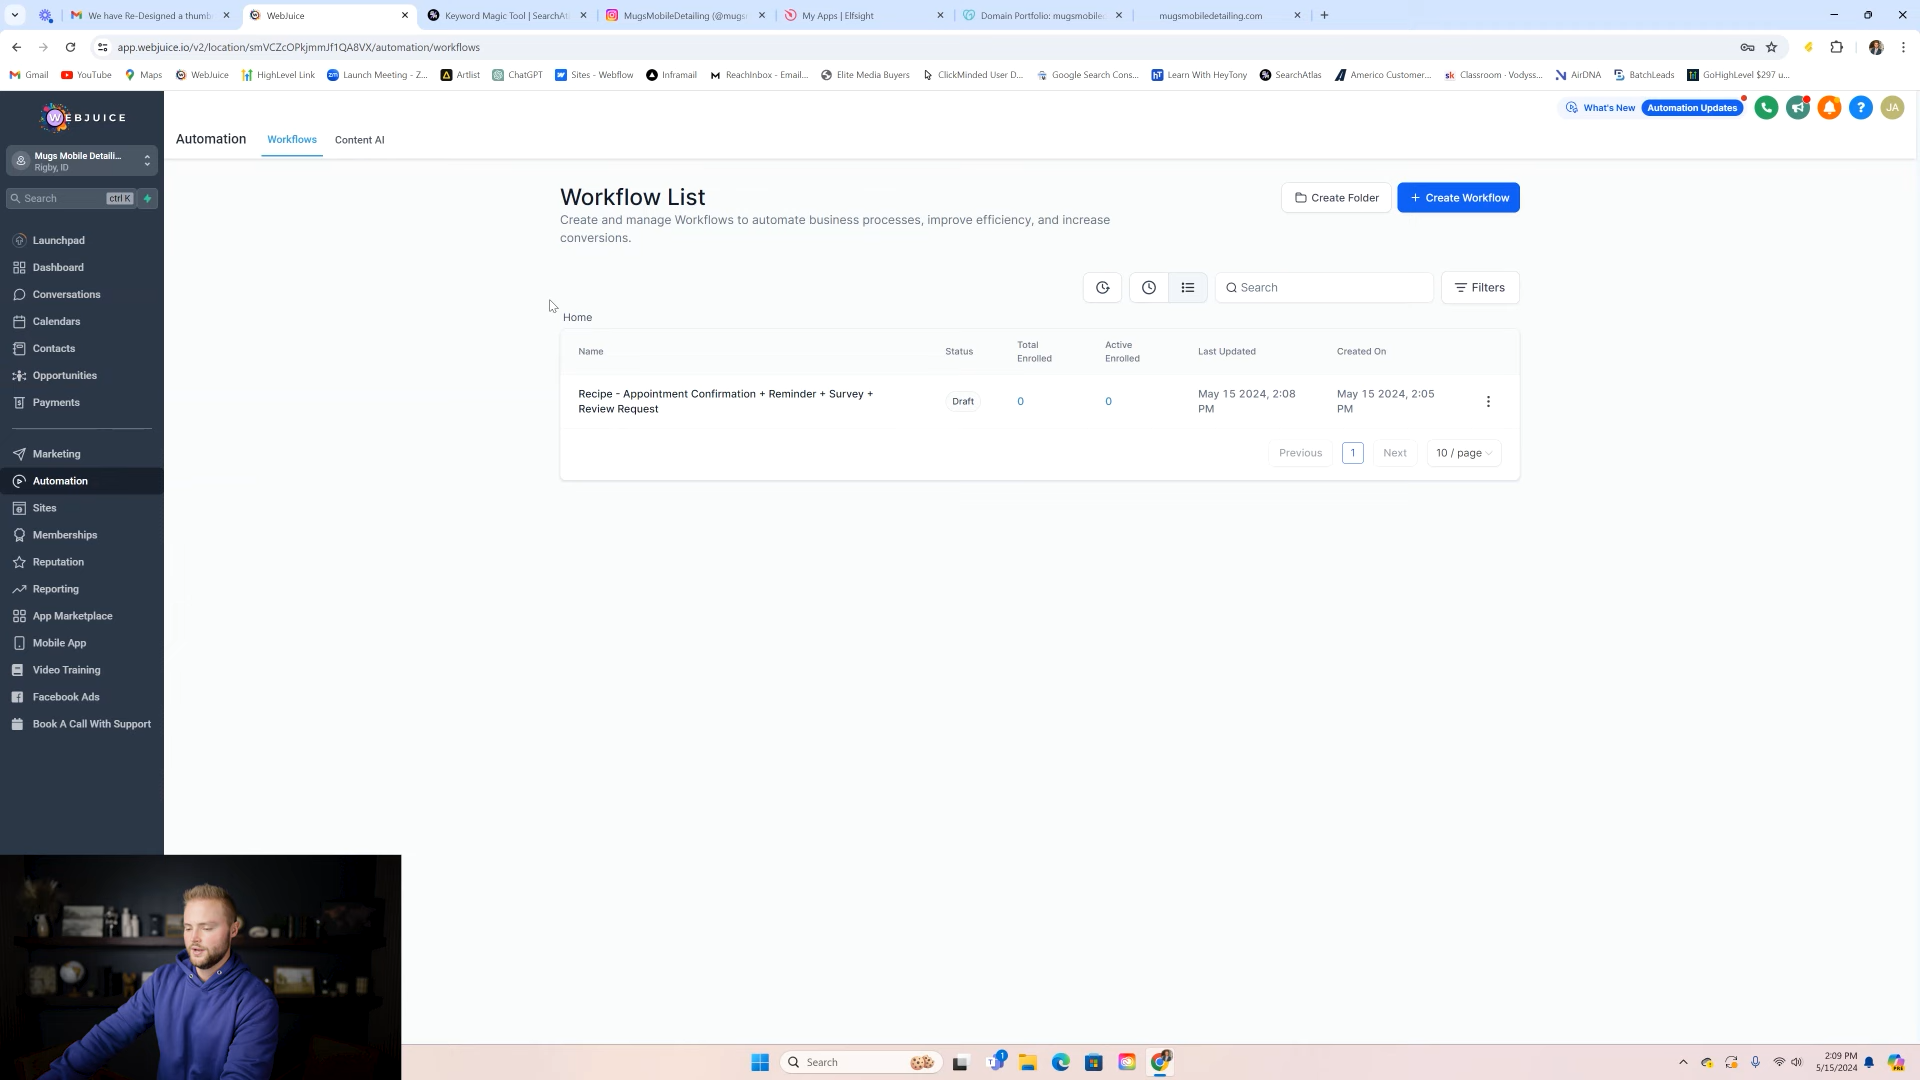 We have Re-Designed a thumb
WebJuice
Keyword Magic Tool | SearchAt
MugsMobileDetailing (@mugs
My Apps | Elfsight
Domain Portfolio: mugsmobile
mugsmobiledetailing.com
app.webjuice.io/v2/location/smVCZcOPkjmmJf1QA8VX/automation/workflows
Gmail
YouTube
Maps
WebJuice
HighLevel Link
Launch Meeting - Z...
Artlist
ChatGPT
Sites - Webflow
Inframail
ReachInbox - Email...
Elite Media Buyers
ClickMinded User D...
Google Search Cons...
Learn With HeyTony
SearchAtlas
Americo Customer...
Classroom - Vodyss...
AirDNA
BatchLeads
GoHighLevel $297 u...
WEBJUICE
What's New
Automation Updates
JA
Automation
Workflows
Content AI
Mugs Mobile Detaili...
Rigby, ID
Search
ctrl K
Launchpad
Dashboard
Conversations
Calendars
Contacts
Opportunities
Payments
Marketing
Automation
Sites
Memberships
Reputation
Reporting
App Marketplace
Mobile App
Video Training
Facebook Ads
Book A Call With Support
Workflow List
Create and manage Workflows to automate business processes, improve efficiency, and increase
conversions.
Create Folder
+ Create Workflow
Search
Filters
Home
Name
Status
Total
Enrolled
Active
Enrolled
Last Updated
Created On
Recipe - Appointment Confirmation + Reminder + Survey +
Review Request
Draft
0
0
May 15 2024, 2:08
PM
May 15 2024, 2:05
PM
Previous
1
Next
10 / page
Search
1
2:09 PM
5/15/2024